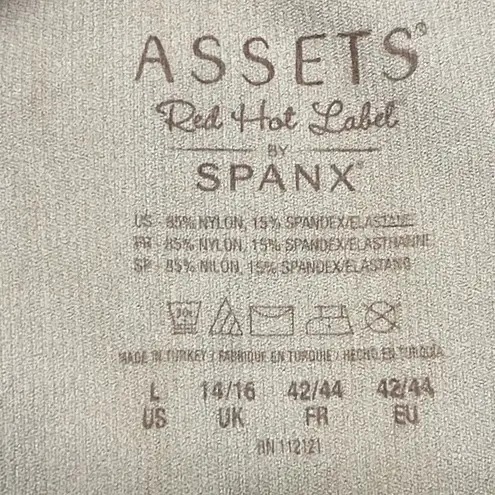 ASSETS®
Red Hot Label
BY
SPANX®
US - 85% NYLON, 15% SPANDEX/ELASTANE
FR - 85% NYLON, 15% SPANDEX/ELASTHANNE
SP - 85% NILON, 15% SPANDEX/ELASTANO
MADE IN TURKEY / FABRIQUE EN TURQUIE / HECHO EN TURQUIA
L 14/16 42/44 42/44
US UK FR EU
RN 112121